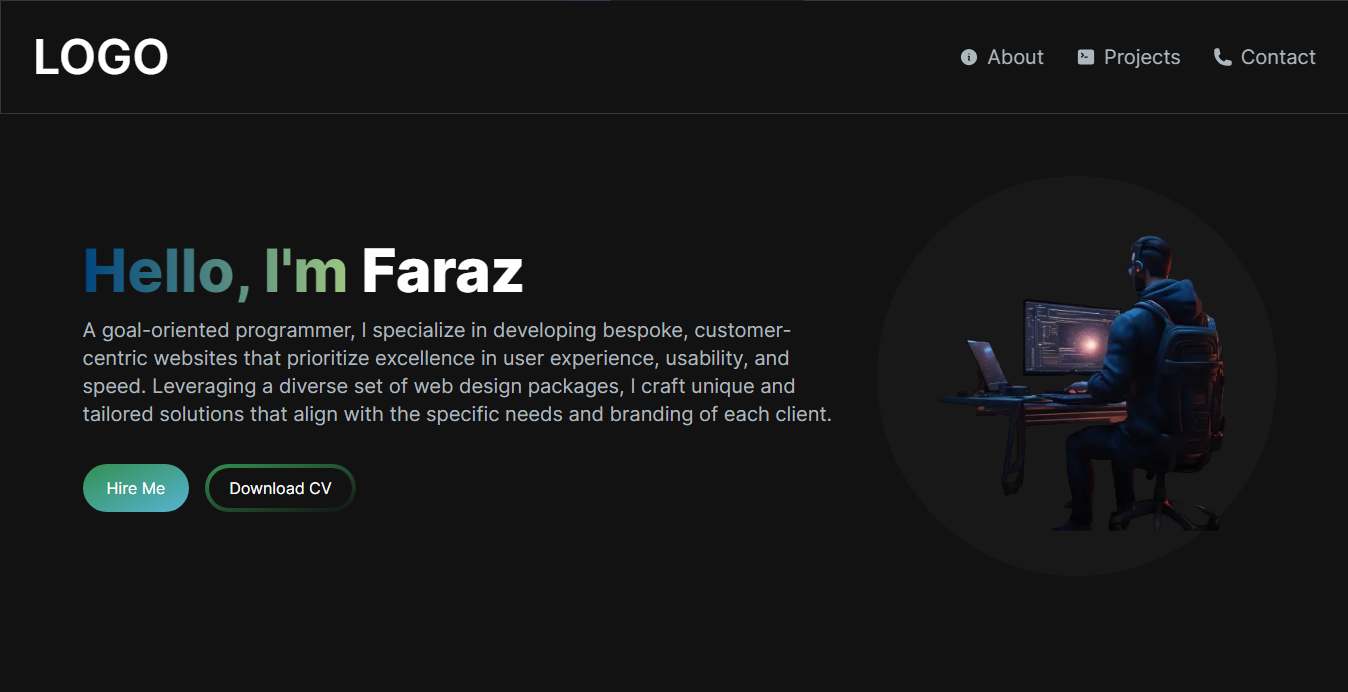 LOGO
About
Projects
Contact
Hello, I'm Faraz
A goal-oriented programmer, I specialize in developing bespoke, customer-
centric websites that prioritize excellence in user experience, usability, and
speed. Leveraging a diverse set of web design packages, I craft unique and
tailored solutions that align with the specific needs and branding of each client.
Hire Me
Download CV